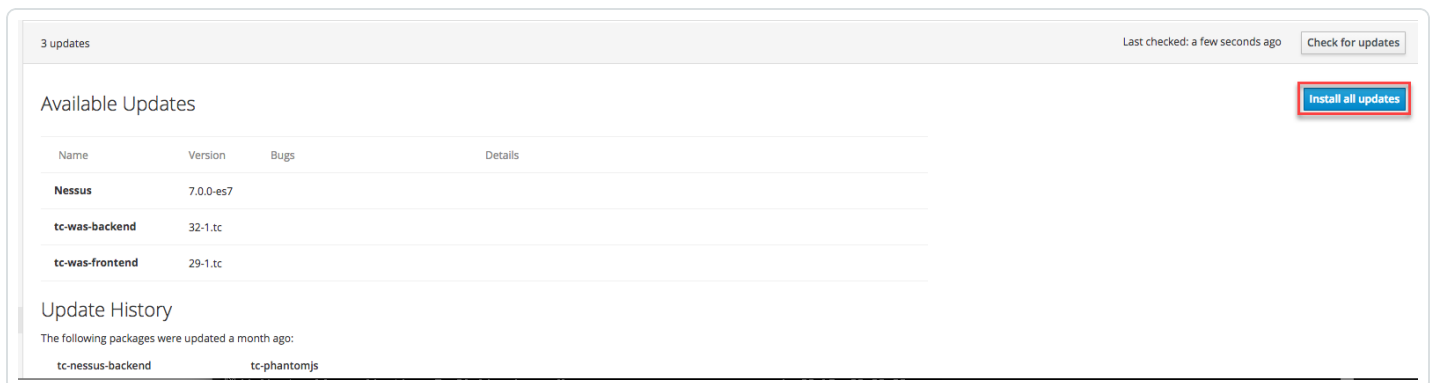 3 updates Last checked: a few seconds ago Check for updates
Available Updates Install all updates
Name Version Bugs Details
Nessus 7.0.0-es7
tc-was-backend 32-1.tc
tc-was-frontend 29-1.tc
Update History
The following packages were updated a month ago:
tc-nessus-backend tc-phantomjs